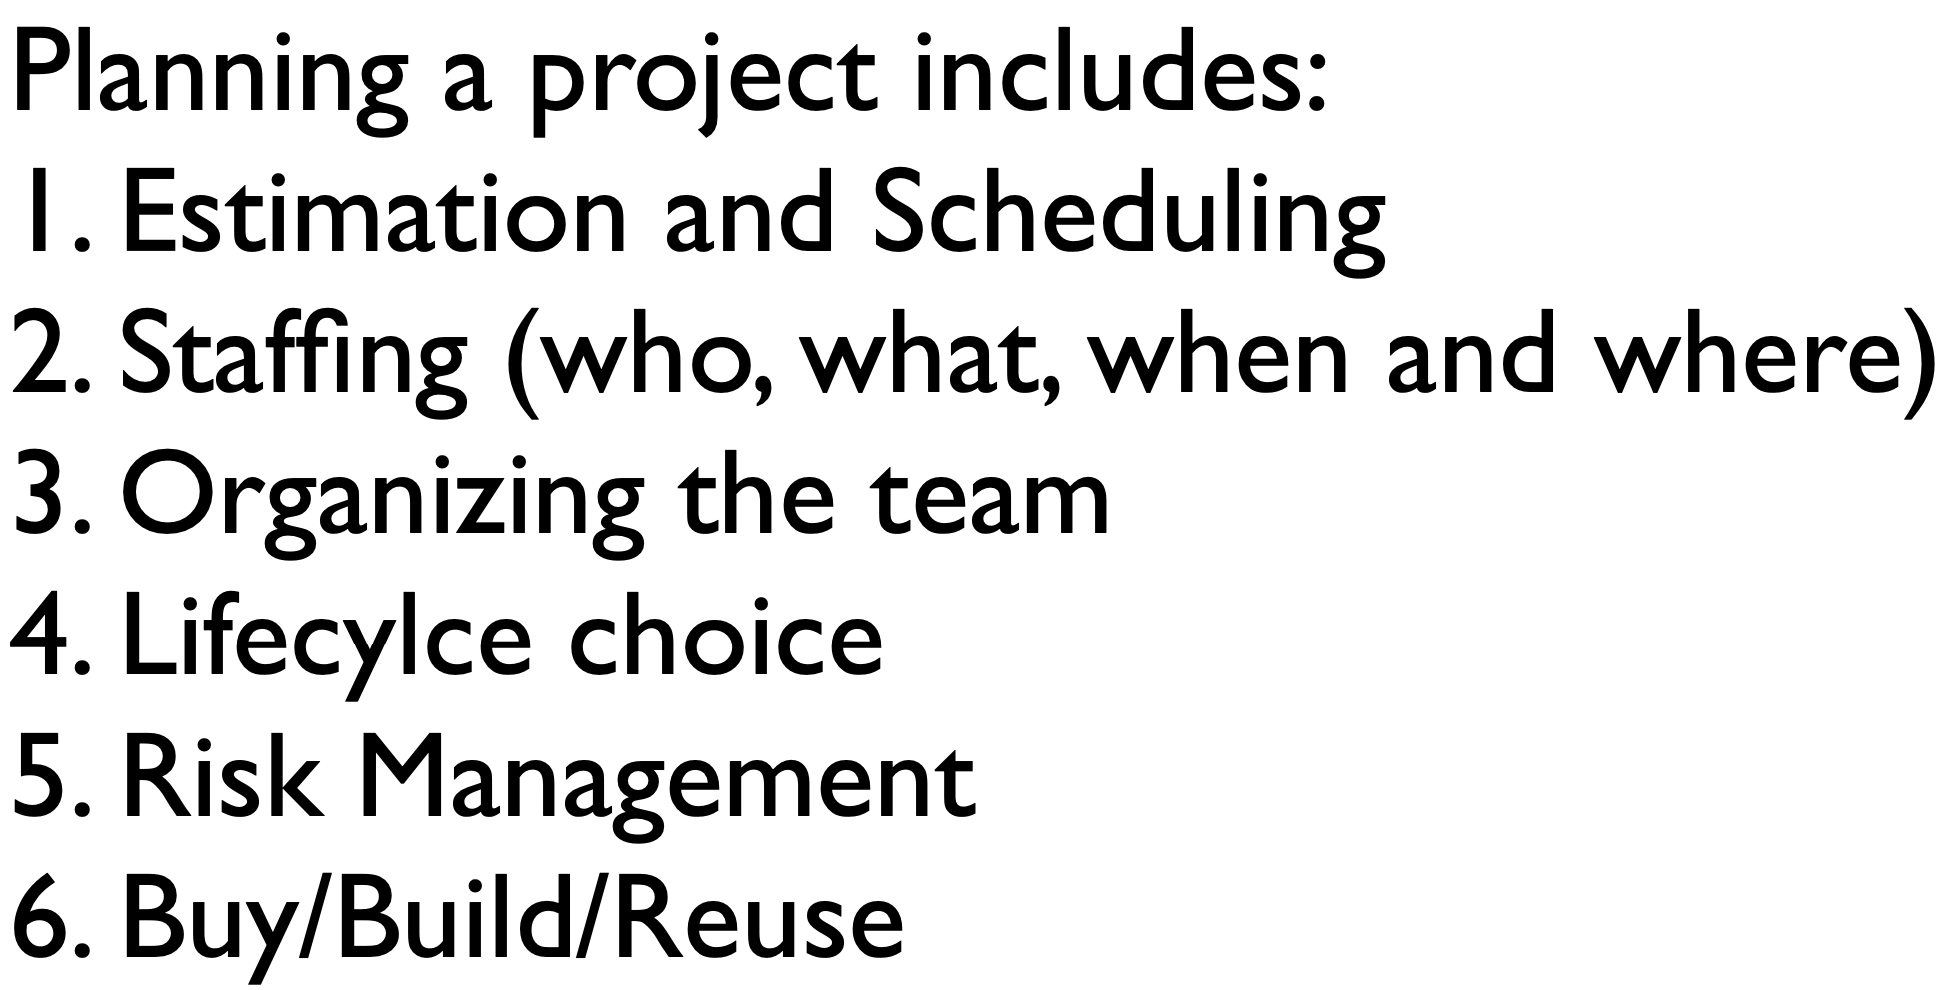 Planning a project includes:
1. Estimation and Scheduling
2. Staffing (who, what, when and where)
3. Organizing the team
4. Lifecylce choice
5. Risk Management
6. Buy/Build/Reuse